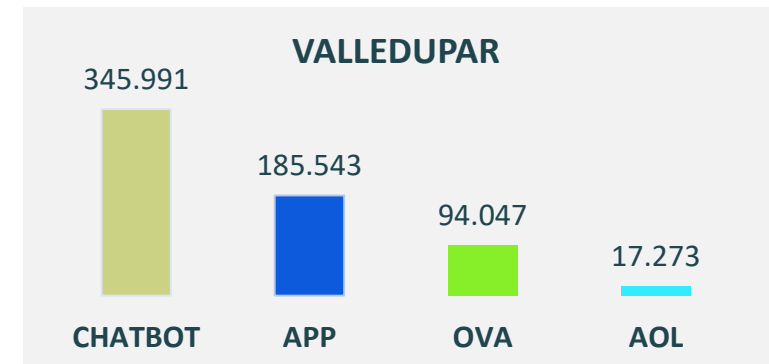 VALLEDUPAR
345.991
185.543
94.047
17.273
CHATBOT APP OVA AOL